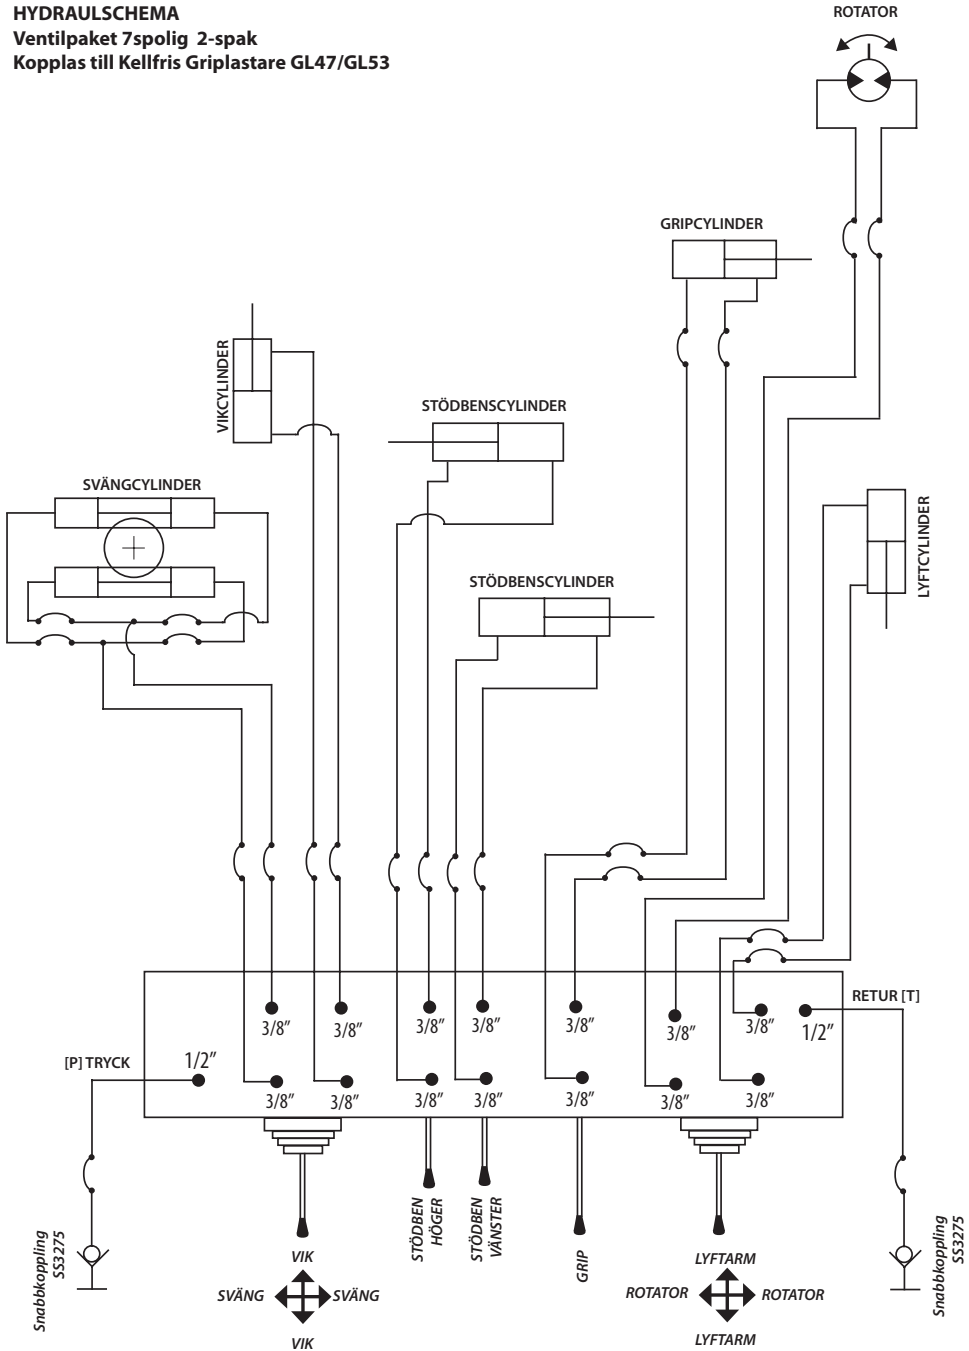 HYDRAULSCHEMA
Ventilpaket 7spolig 2-spak
Kopplas till Kellfris Griplastare GL47/GL53
ROTATOR
GRIPCYLINDER
VIKCYLINDER
STÖDBENSCYLINDER
SVÄNGCYLINDER
LYFTCYLINDER
STÖDBENSCYLINDER
RETUR [T]
3/8”
3/8”
3/8”
3/8”
3/8”
3/8”
3/8”
1/2”
[P] TRYCK
1/2”
3/8”
3/8”
3/8”
3/8”
3/8”
3/8”
3/8”
STÖDBEN
HÖGER
STÖDBEN
VÄNSTER
GRIP
Snabbkoppling
SS3275
VIK
SVÄNG
SVÄNG
VIK
LYFTARM
ROTATOR
ROTATOR
LYFTARM
Snabbkoppling
SS3275